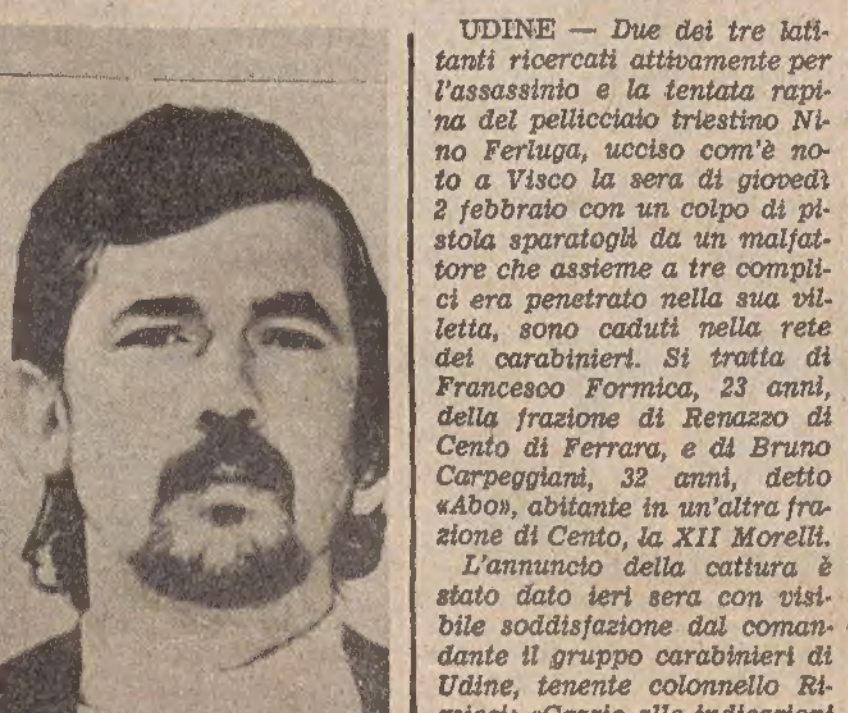 UDINE — Due dei tre lati-
tanti ricercati attivamente per
l'assassinio e la tentata rapi-
na del pellicciaio triestino Ni-
no Ferluga, ucciso com'è no-
to a Visco la sera di giovedì
2 febbraio con un colpo di pi-
stola sparatogli da un malfat-
tore che assieme a tre compli-
ci era penetrato nella sua vil-
letta, sono caduti nella rete
dei carabinieri. Si tratta di
Francesco Formica, 23 anni,
della frazione di Renazzo di
Cento di Ferrara, e di Bruno
Carpeggiani, 32 anni, detto
«Abo», abitante in un'altra fra-
zione di Cento, la XII Morelli.
L'annuncio della cattura è
stato dato ieri sera con visi-
bile soddisfazione dal coman-
dante il gruppo carabinieri di
Udine, tenente colonnello Ri-
alle indicazioni